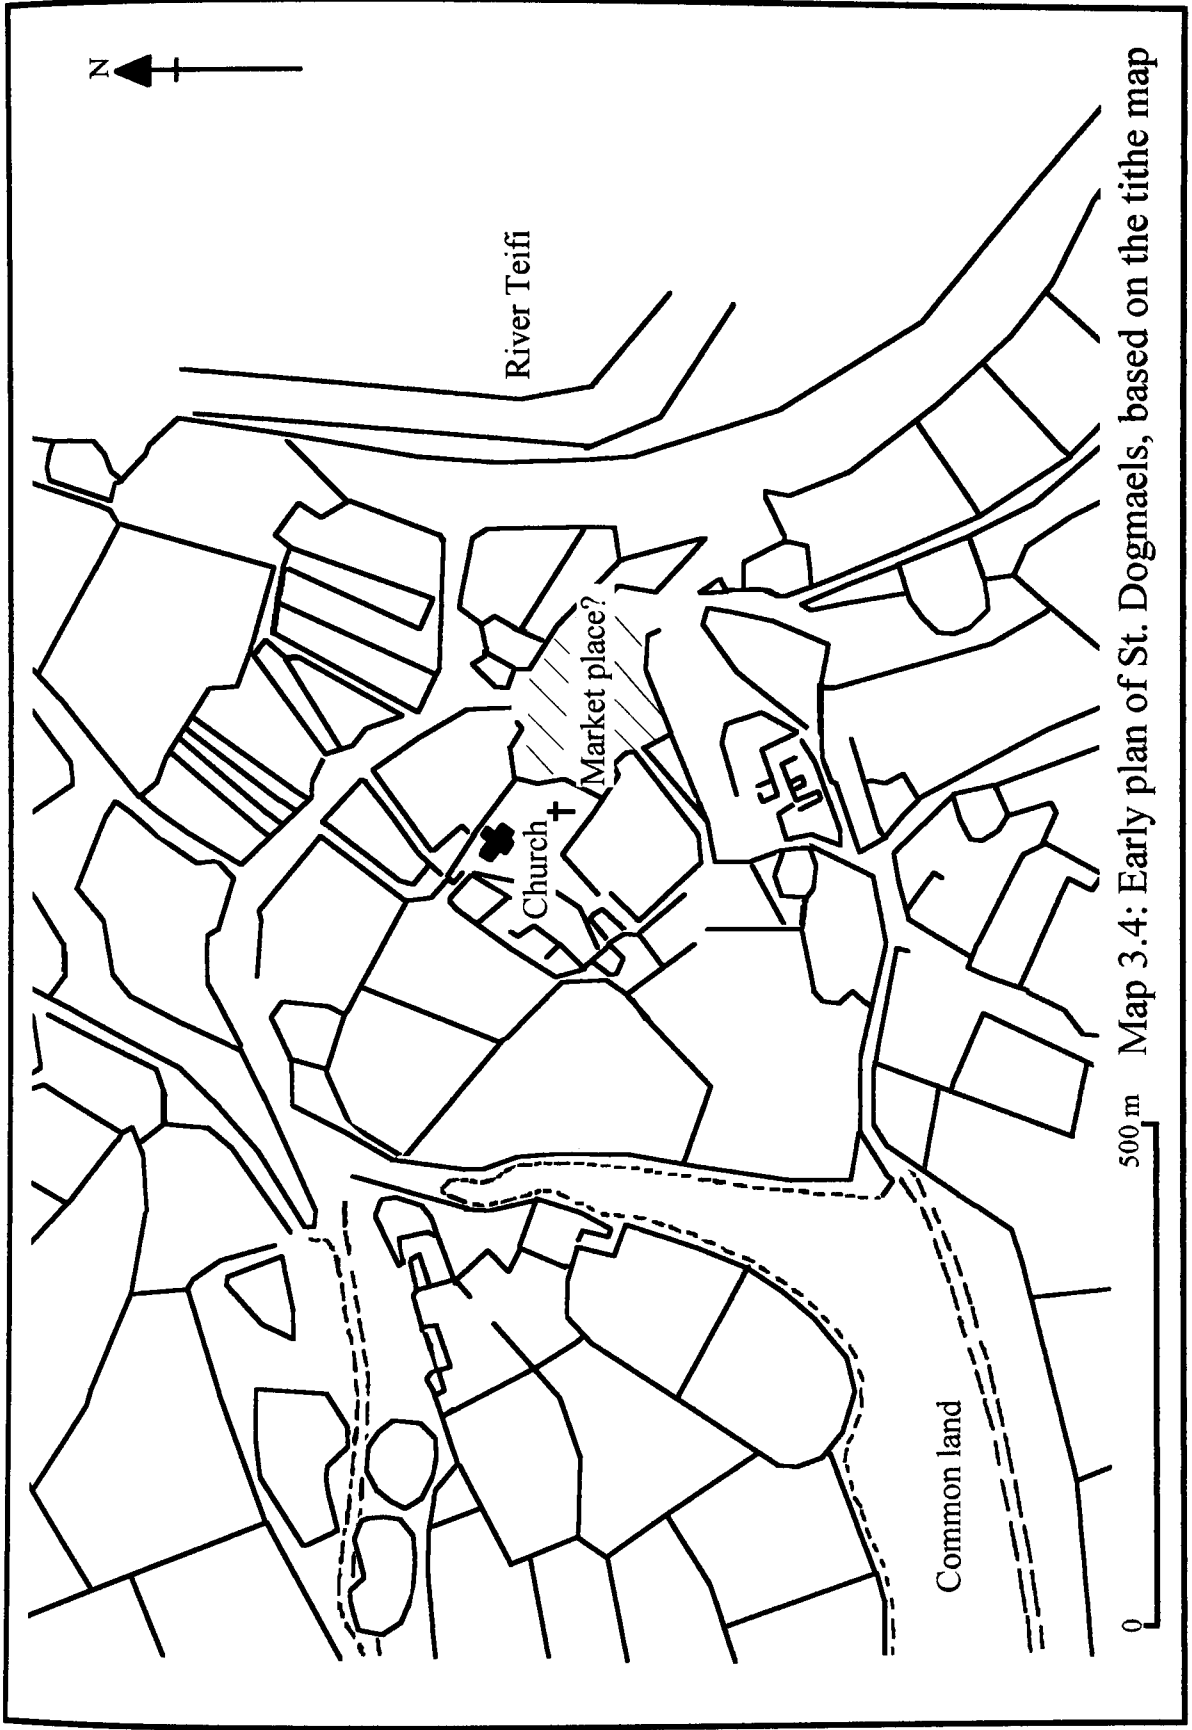 N
River Teifi
Market place?
Church
Common land
0
500 m
Map 3.4: Early plan of St. Dogmaels, based on the tithe map